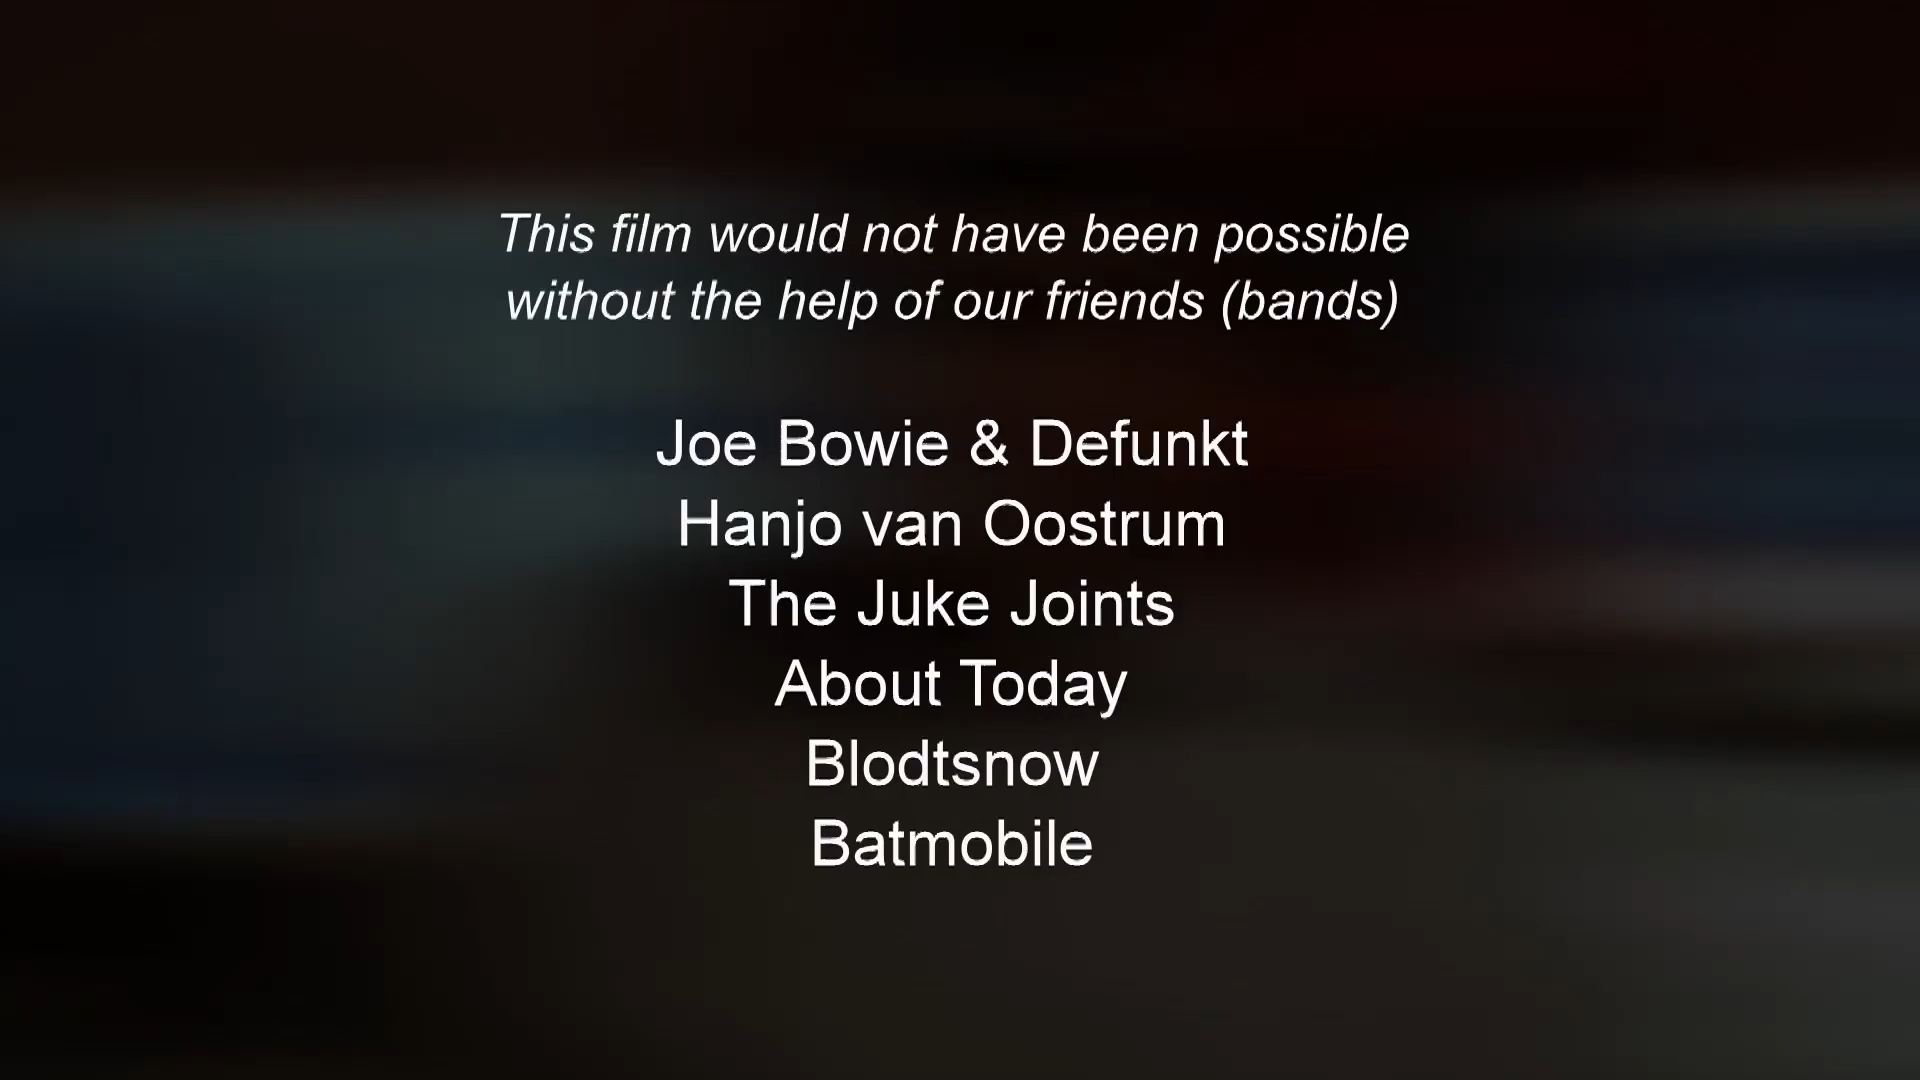 This film would not have been possible
without the help of our friends (bands)
Joe Bowie & Defunkt
Hanjo van Oostrum
The Juke Joints
About Today
Blodtsnow
Batmobile